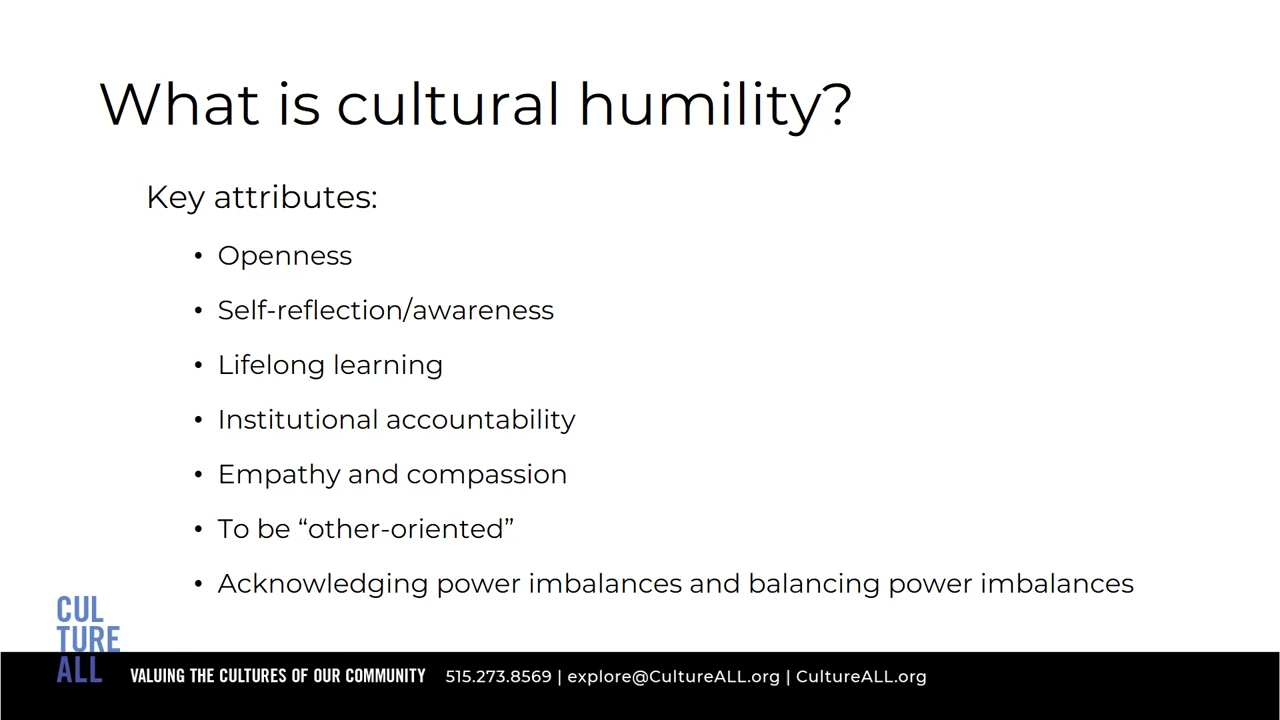 What is cultural humility?
Key attributes:
• Openness
• Self-reflection/awareness
• Lifelong learning
• Institutional accountability
• Empathy and compassion
• To be “other-oriented”
• Acknowledging power imbalances and balancing power imbalances
CUL
TURE
ALL
VALUING THE CULTURES OF OUR COMMUNITY 515.273.8569 | explore@CultureALL.org | CultureALL.org